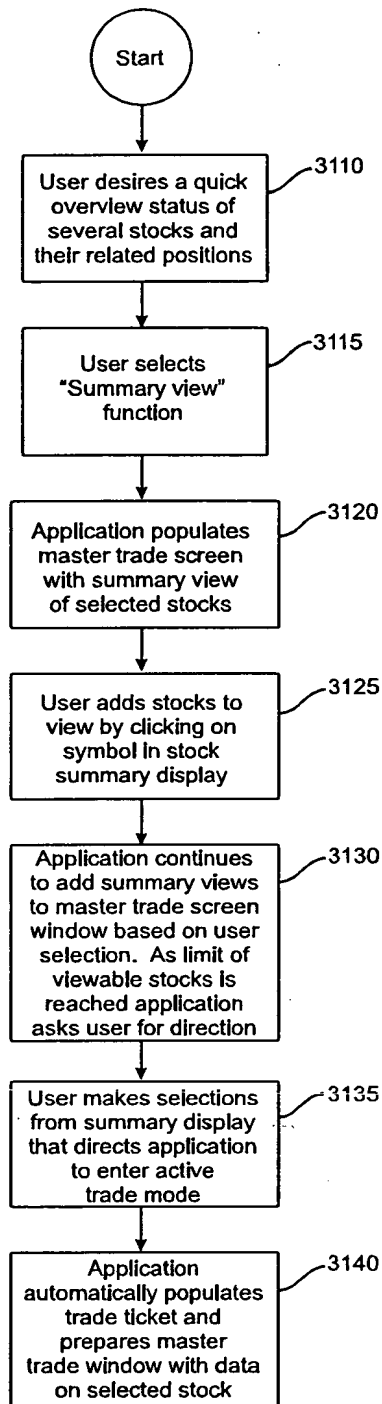 Start
3110
User desires a quick
overview status of
several stocks and
their related positions
3115
User selects
“Summary view”
function
3120
Application populates
master trade screen
with summary view
of selected stocks
3125
User adds stocks to
view by clicking on
symbol in stock
summary display
3130
Application continues
to add summary views
to master trade screen
window based on user
selection. As limit of
viewable stocks is
reached application
asks user for direction
3135
User makes selections
from summary display
that directs application
to enter active
trade mode
3140
Application
automatically populates
trade ticket and
prepares master
trade window with data
on selected stock